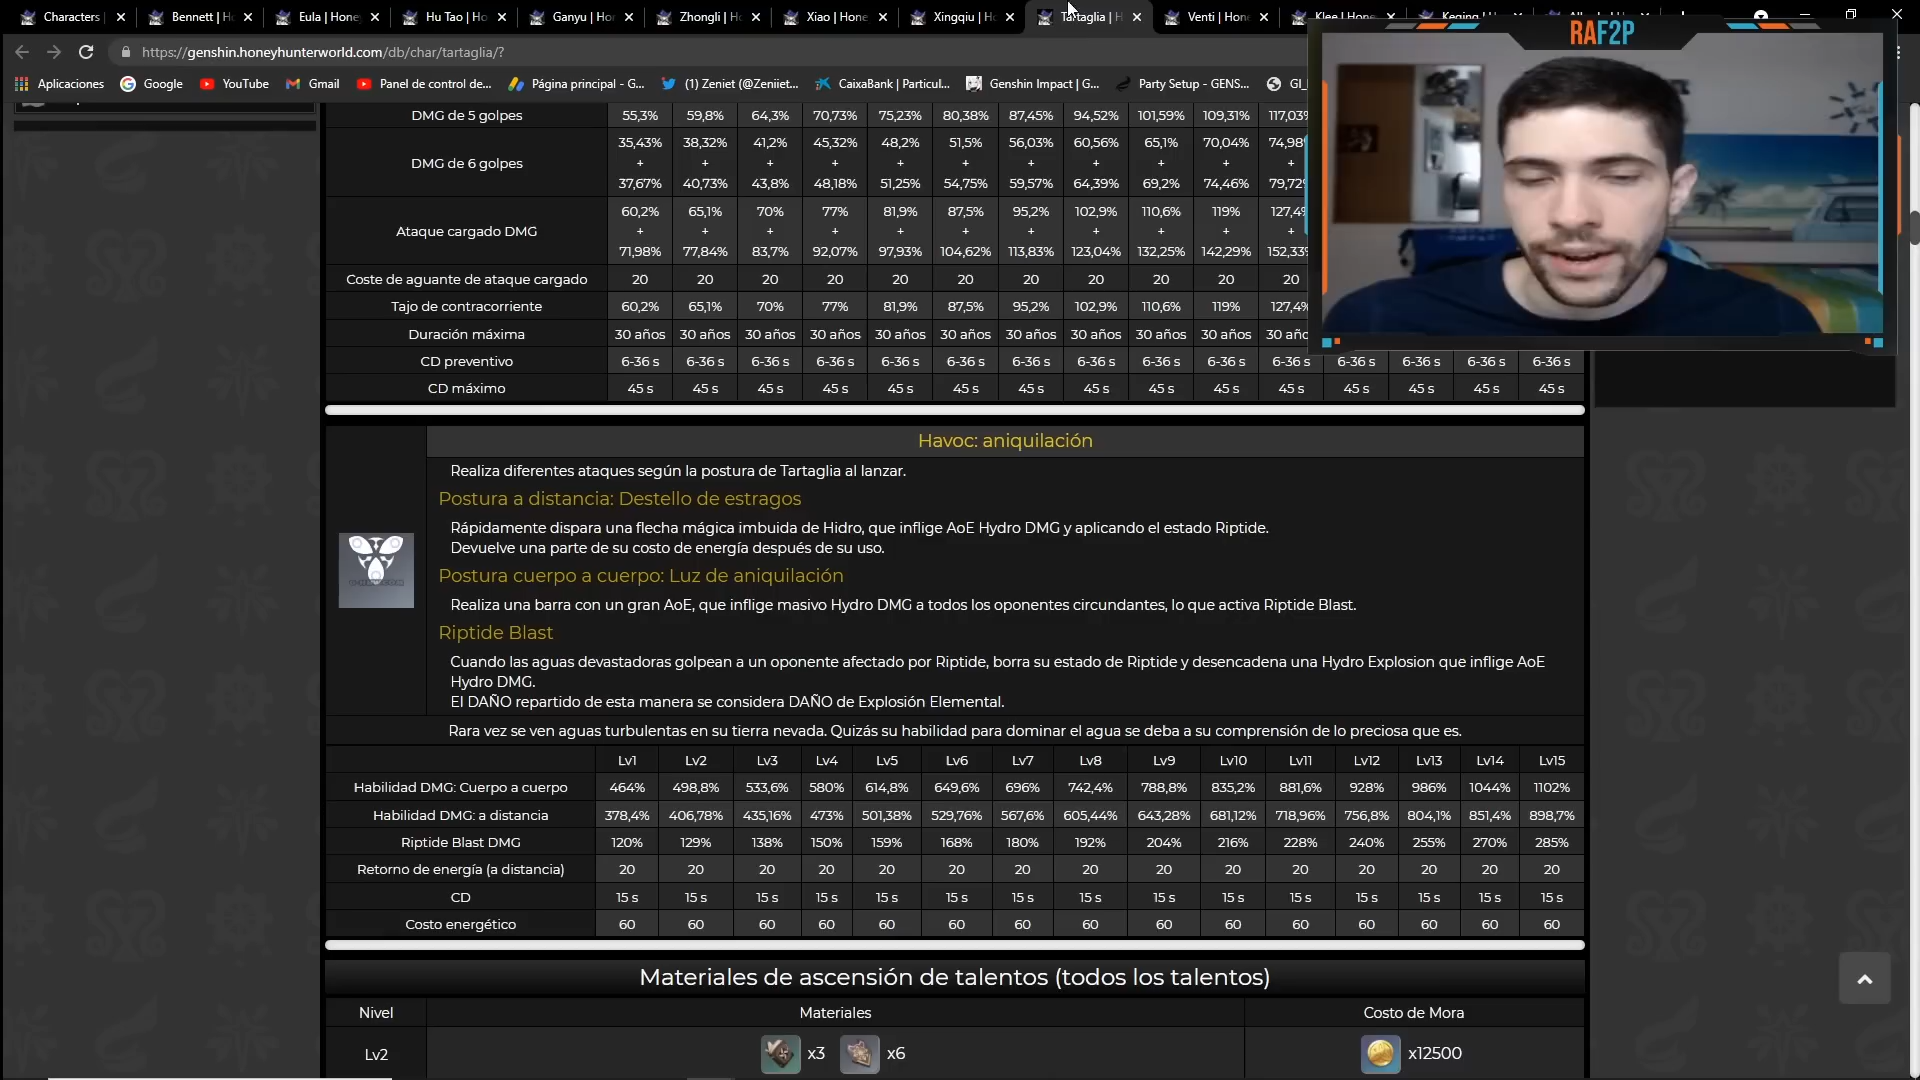 Characters
Bennett | H
Eula | Hone
Hu Tao | Ho
Ganyu | Hor
Zhongli | H
Xiao | Hone
Xingqiu | H
Tartaglia | H
Venti | Hon
Klee | Hone
https://genshin.honeyhunterworld.com/db/char/tartaglia/?
Aplicaciones
Google
YouTube
Gmail
Panel de control de...
Página principal - G...
(1) Zeniet (@Zeniiet...
CaixaBank | Particul...
Genshin Impact | G...
Party Setup - GENS...
RAF2P
DMG de 5 golpes 55,3% 59,8% 64,3% 70,73% 75,23% 80,38% 87,45% 94,52% 101,59% 109,31% 117,03%
35,43% 38,32% 41,2% 45,32% 48,2% 51,5% 56,03% 60,56% 65,1% 70,04% 74,98
DMG de 6 golpes + + + + + + + + + + +
37,67% 40,73% 43,8% 48,18% 51,25% 54,75% 59,57% 64,39% 69,2% 74,46% 79,72
60,2% 65,1% 70% 77% 81,9% 87,5% 95,2% 102,9% 110,6% 119% 127,4
Ataque cargado DMG + + + + + + + + + + +
71,98% 77,84% 83,7% 92,07% 97,93% 104,62% 113,83% 123,04% 132,25% 142,29% 152,33
Coste de aguante de ataque cargado 20 20 20 20 20 20 20 20 20 20 20
Tajo de contracorriente 60,2% 65,1% 70% 77% 81,9% 87,5% 95,2% 102,9% 110,6% 119% 127,4
Duración máxima 30 años 30 años 30 años 30 años 30 años 30 años 30 años 30 años 30 años 30 años 30 año
CD preventivo 6-36 s 6-36 s 6-36 s 6-36 s 6-36 s 6-36 s 6-36 s 6-36 s 6-36 s 6-36 s 6-36 s 6-36 s 6-36 s 6-36 s 6-36 s
CD máximo 45 s 45 s 45 s 45 s 45 s 45 s 45 s 45 s 45 s 45 s 45 s 45 s 45 s 45 s 45 s
Havoc: aniquilación
Realiza diferentes ataques según la postura de Tartaglia al lanzar.
Postura a distancia: Destello de estragos
Rápidamente dispara una flecha mágica imbuida de Hidro, que inflige AoE Hydro DMG y aplicando el estado Riptide.
Devuelve una parte de su costo de energía después de su uso.
Postura cuerpo a cuerpo: Luz de aniquilación
Realiza una barra con un gran AoE, que inflige masivo Hydro DMG a todos los oponentes circundantes, lo que activa Riptide Blast.
Riptide Blast
Cuando las aguas devastadoras golpean a un oponente afectado por Riptide, borra su estado de Riptide y desencadena una Hydro Explosion que inflige AoE
Hydro DMG.
El DAÑO repartido de esta manera se considera DAÑO de Explosión Elemental.
Rara vez se ven aguas turbulentas en su tierra nevada. Quizás su habilidad para dominar el agua se deba a su comprensión de lo preciosa que es.
Lv1 Lv2 Lv3 Lv4 Lv5 Lv6 Lv7 Lv8 Lv9 Lv10 Lv11 Lv12 Lv13 Lv14 Lv15
Habilidad DMG: Cuerpo a cuerpo 464% 498,8% 533,6% 580% 614,8% 649,6% 696% 742,4% 788,8% 835,2% 881,6% 928% 986% 1044% 1102%
Habilidad DMG: a distancia 378,4% 406,78% 435,16% 473% 501,38% 529,76% 567,6% 605,44% 643,28% 681,12% 718,96% 756,8% 804,1% 851,4% 898,7%
Riptide Blast DMG 120% 129% 138% 150% 159% 168% 180% 192% 204% 216% 228% 240% 255% 270% 285%
Retorno de energía (a distancia) 20 20 20 20 20 20 20 20 20 20 20 20 20 20 20
CD 15 s 15 s 15 s 15 s 15 s 15 s 15 s 15 s 15 s 15 s 15 s 15 s 15 s 15 s 15 s
Costo energético 60 60 60 60 60 60 60 60 60 60 60 60 60 60 60
Materiales de ascensión de talentos (todos los talentos)
Nivel Materiales Costo de Mora
Lv2 x3 x6 x12500